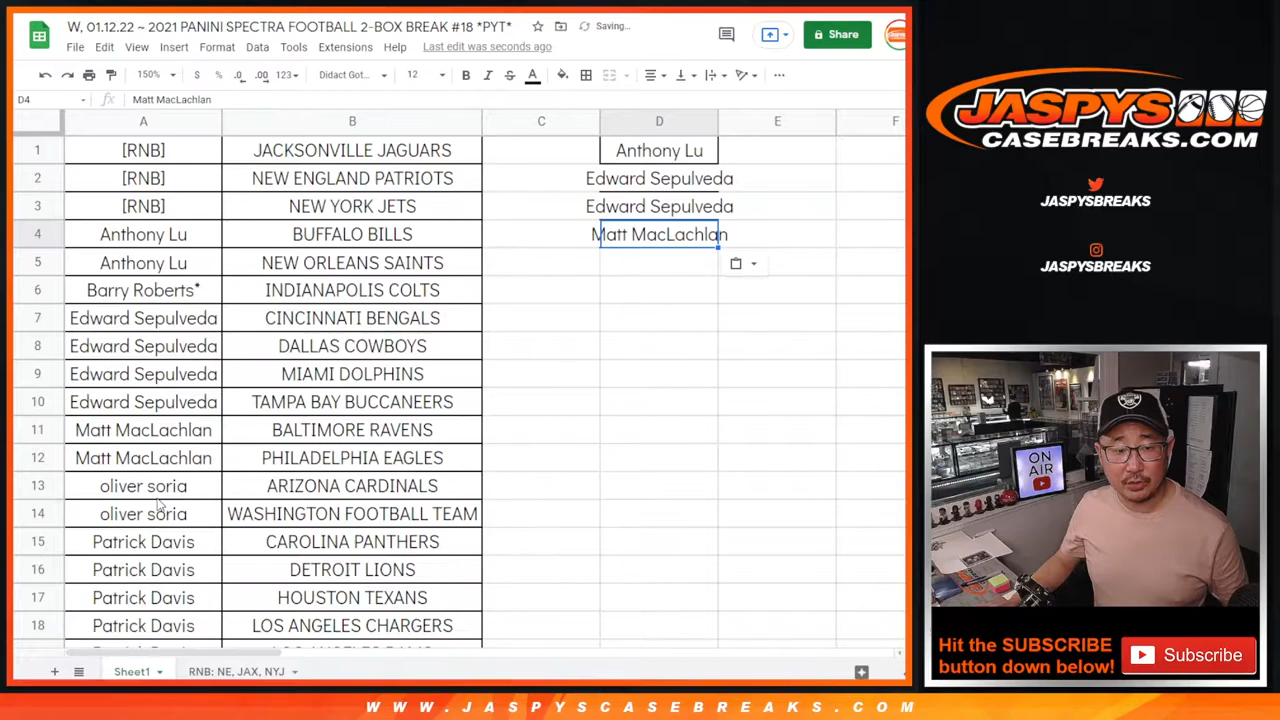 W, 01.12.22 ~ 2021 PANINI SPECTRA FOOTBALL 2-BOX BREAK #18 *PYT*
Saving...
File Edit View Insert Format Data Tools Extensions Help Last edit was seconds ago
Share
150% $ % .0 .00 123 Didact Got... 12 B I S A
D4 fx Matt MacLachlan
A B C D E F
1 [RNB] JACKSONVILLE JAGUARS Anthony Lu
2 [RNB] NEW ENGLAND PATRIOTS Edward Sepulveda
3 [RNB] NEW YORK JETS Edward Sepulveda
4 Anthony Lu BUFFALO BILLS Matt MacLachlan
5 Anthony Lu NEW ORLEANS SAINTS
6 Barry Roberts* INDIANAPOLIS COLTS
7 Edward Sepulveda CINCINNATI BENGALS
8 Edward Sepulveda DALLAS COWBOYS
9 Edward Sepulveda MIAMI DOLPHINS
10 Edward Sepulveda TAMPA BAY BUCCANEERS
11 Matt MacLachlan BALTIMORE RAVENS
12 Matt MacLachlan PHILADELPHIA EAGLES
13 oliver soria ARIZONA CARDINALS
14 oliver soria WASHINGTON FOOTBALL TEAM
15 Patrick Davis CAROLINA PANTHERS
16 Patrick Davis DETROIT LIONS
17 Patrick Davis HOUSTON TEXANS
18 Patrick Davis LOS ANGELES CHARGERS
Sheet1 RNB: NE, JAX, NYJ
JASPYS
CASEBREAKS.COM
JASPYSBREAKS
JASPYSBREAKS
ON
AIR
Hit the SUBSCRIBE
button down below!
Subscribe
WWW.JASPYSCASEBREAKS.COM